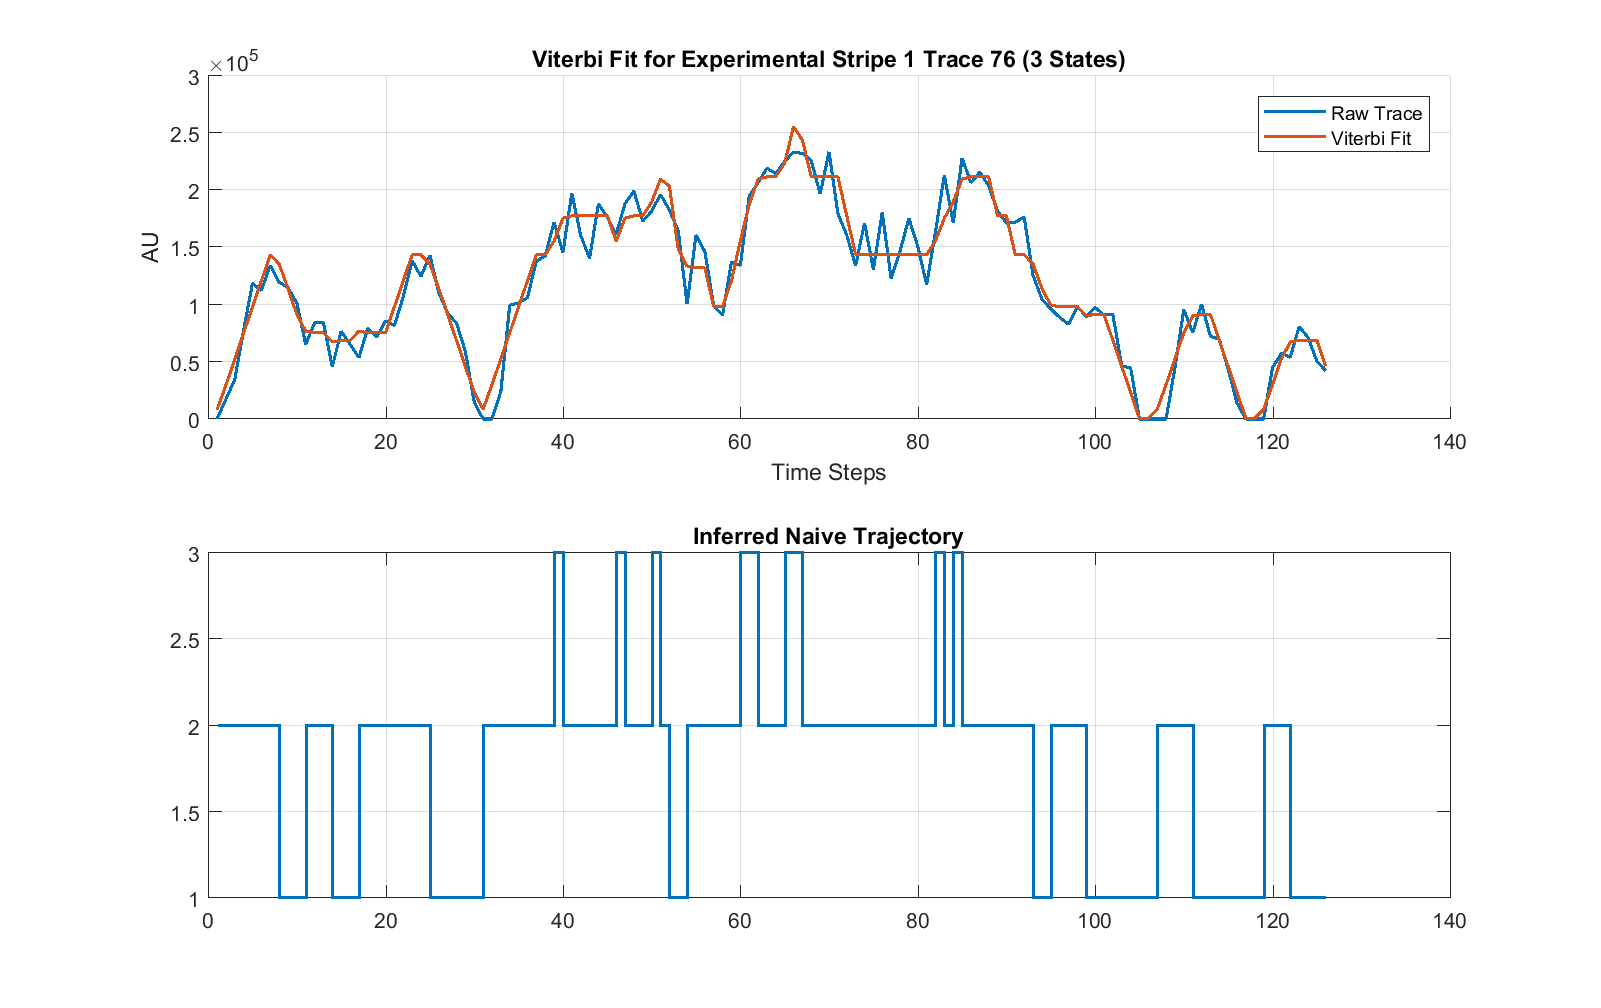 Viterbi Fit for Experimental Stripe 1 Trace 76 (3 States)
×10⁵
3
2.5
2
1.5
1
0.5
0
AU
Raw Trace
Viterbi Fit
0 20 40 60 80 100 120 140
Time Steps
Inferred Naive Trajectory
3
2.5
2
1.5
1
0 20 40 60 80 100 120 140